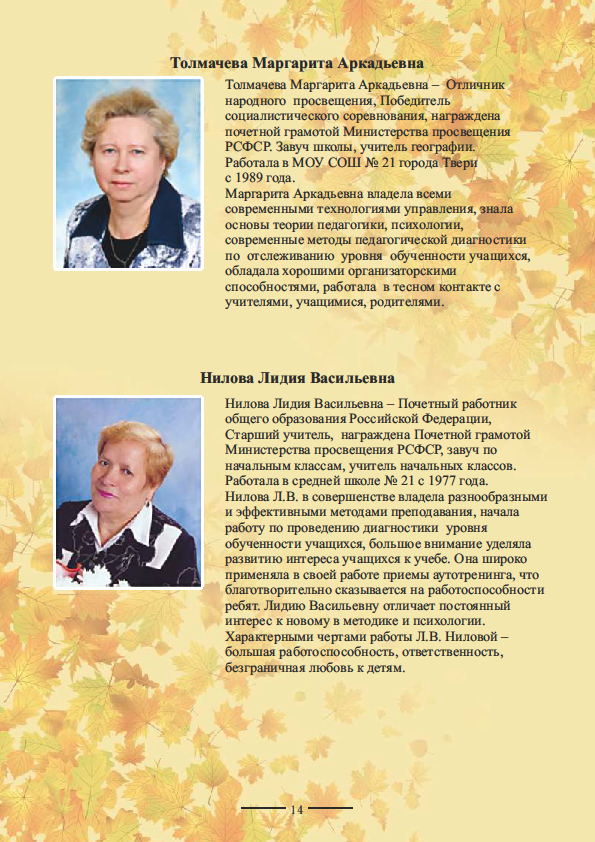 Толмачева Маргарита Аркадьевна
Толмачева Маргарита Аркадьевна – Отличник
народного просвещения, Победитель
социалистического соревнования, награждена
почетной грамотой Министерства просвещения
РСФСР. Завуч школы, учитель географии.
Работала в МОУ СОШ № 21 города Твери
с 1989 года.
Маргарита Аркадьевна владела всеми
современными технологиями управления, знала
основы теории педагогики, психологии,
современные методы педагогической диагностики
по отслеживанию уровня обученности учащихся,
обладала хорошими организаторскими
способностями, работала в тесном контакте с
учителями, учащимися, родителями.
Нилова Лидия Васильевна
Нилова Лидия Васильевна – Почетный работник
общего образования Российской Федерации,
Старший учитель, награждена Почетной грамотой
Министерства просвещения РСФСР, завуч по
начальным классам, учитель начальных классов.
Работала в средней школе № 21 с 1977 года.
Нилова Л.В. в совершенстве владела разнообразными
и эффективными методами преподавания, начала
работу по проведению диагностики уровня
обученности учащихся, большое внимание уделяла
развитию интереса учащихся к учебе. Она широко
применяла в своей работе приемы аутотренинга, что
благотворительно сказывается на работоспособности
ребят. Лидию Васильевну отличает постоянный
интерес к новому в методике и психологии.
Характерными чертами работы Л.В. Ниловой –
большая работоспособность, ответственность,
безграничная любовь к детям.
14